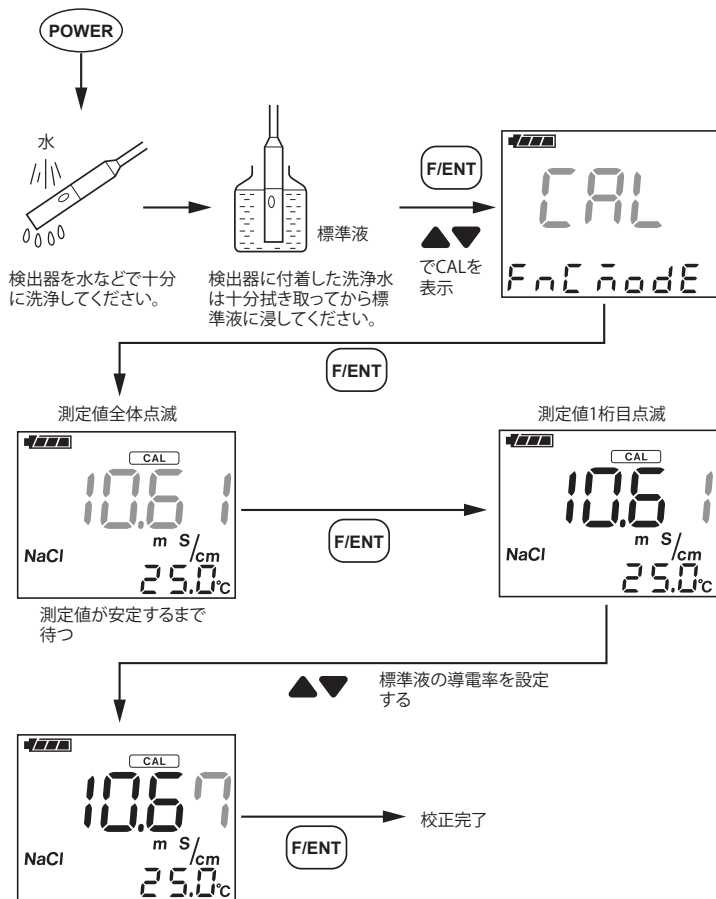 POWER
水
検出器を水などで十分
に洗浄してください。
標準液
検出器に付着した洗浄水
は十分拭き取ってから標
準液に浸してください。
F/ENT
▲▼
でCALを
表示
CAL
FnC modE
F/ENT
測定値全体点滅
CAL
10.61
m S/cm
NaCl
25.0℃
測定値が安定するまで
待つ
F/ENT
測定値1桁目点滅
CAL
10.61
m S/cm
NaCl
25.0℃
▲▼
標準液の導電率を設定
する
CAL
10.67
m S/cm
NaCl
25.0℃
F/ENT
校正完了